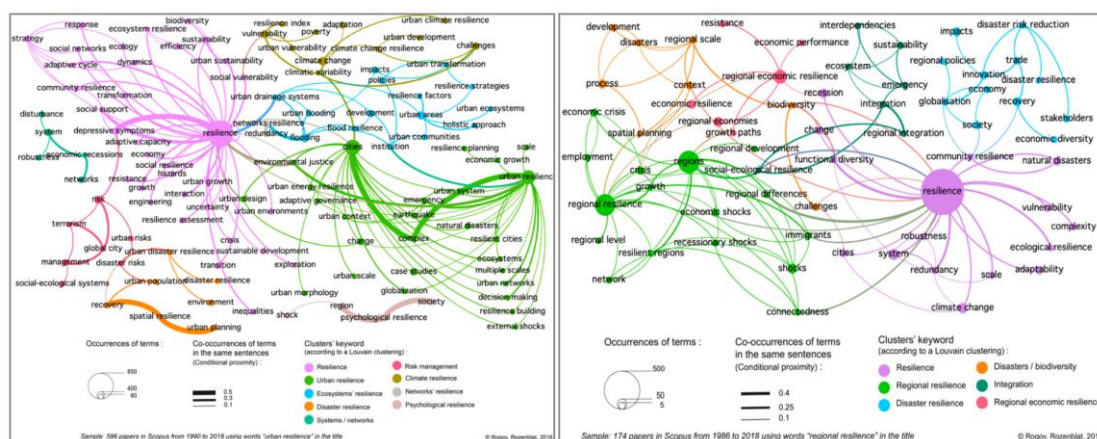 response
biodiversity
resilience index
adaptation
urban climate resilience
strategy
ecosystem resilience
vulnerability
poverty
urban development
social networks
ecology
efficiency
sustainability
urban vulnerability
climate change resilience
challenges
adaptive cycle
dynamics
urban sustainability
climate change
urban transformation
community resilience
social vulnerability
climatic variability
impacts
policies
transformation
resilience strategies
social support
urban drainage systems
resilience factors
disturbance
networks resilience
urban flooding
development
urban areas
urban ecosystems
system
depressive symptoms
resilience
redundancy
flood resilience
holistic approach
robustness
adaptive capacity
flooding
urban communities
cities
institution
resilience planning
scale
economic recessions
economy
environmental justice
economic growth
social resilience
networks
resistance
hazards
urban resilience
growth
urban growth
urban energy resilience
urban system
risk
interaction
urban design
adaptive governance
emergency
engineering
uncertainty
urban environments
earthquake
terrorism
resilience assessment
urban context
natural disasters
urban risks
crisis
change
complex
resilient cities
global city
urban disaster resilience
sustainable development
management
disaster risks
transition
exploration
ecosystems
social-ecological systems
urban population
disaster resilience
urban scale
case studies
multiple scales
urban networks
recovery
environment
urban morphology
globalization
decision making
inequalities
region
society
spatial resilience
shock
psychological resilience
resilience building
urban planning
external shocks
Occurrences of terms :
850
400
80
Co-occurrences of terms
in the same sentences
(Conditional proximity)
0.5
0.3
0.1
Clusters' keyword
(according to a Louvain clustering) :
Resilience
Urban resilience
Ecosystems' resilience
Disaster resilience
Systems / networks
Risk management
Climate resilience
Networks' resilience
Psychological resilience
Sample: 596 papers in Scopus from 1990 to 2018 using words "urban resilience" in the title
© Rogov, Rozenblat, 2018
development
resistance
interdependencies
disaster risk reduction
disasters
regional scale
economic performance
sustainability
impacts
ecosystem
regional policies
trade
process
context
regional economic resilience
emergency
innovation
disaster resilience
recession
economy
economic crisis
economic resilience
biodiversity
integration
globalisation
recovery
regional economies
spatial planning
growth paths
change
regional integration
society
stakeholders
economic diversity
employment
crisis
regions
regional development
functional diversity
community resilience
natural disasters
social-ecological resilience
growth
resilience
regional resilience
regional differences
economic shocks
challenges
vulnerability
immigrants
complexity
regional level
resilient regions
recessionary shocks
robustness
ecological resilience
cities
system
network
shocks
redundancy
scale
adaptability
connectedness
climate change
Occurrences of terms :
500
50
5
Co-occurrences of terms
in the same sentences
(Conditional proximity)
0.4
0.25
0.1
Clusters' keyword
(according to a Louvain clustering) :
Resilience
Regional resilience
Disaster resilience
Disasters / biodiversity
Integration
Regional economic resilience
Sample: 174 papers in Scopus from 1986 to 2018 using words "regional resilience" in the title
© Rogov, Rozenblat, 2018